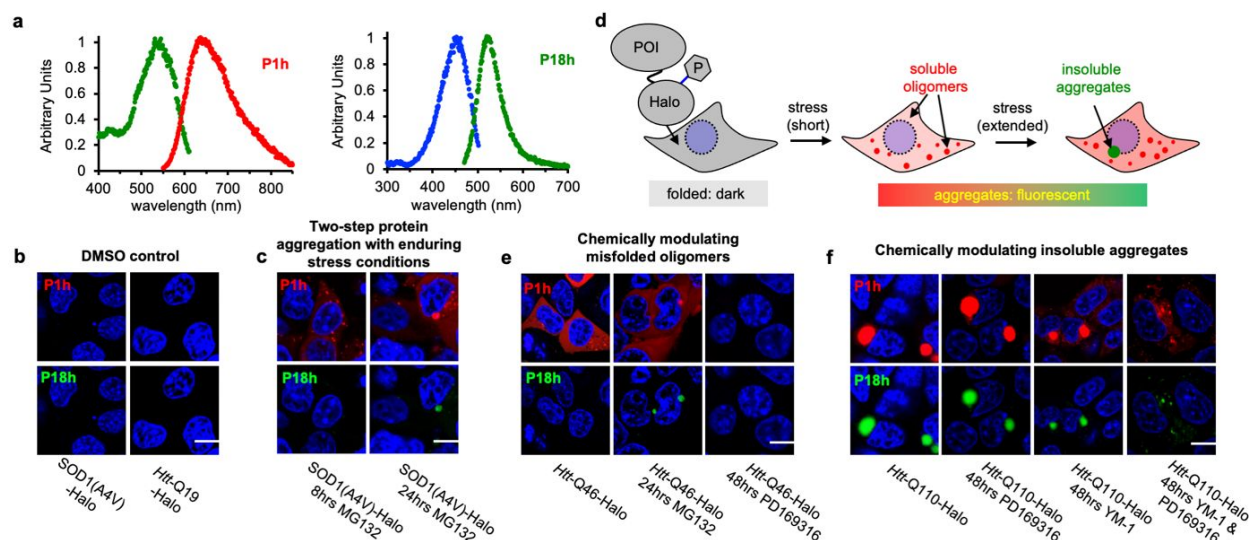 a
Arbitrary Units
1
0.8
0.6
0.4
0.2
0
P1h
400 500 600 700 800
wavelength (nm)
Arbitrary Units
1
0.8
0.6
0.4
0.2
0
P18h
300 400 500 600 700
wavelength (nm)
d
POI
P
Halo
folded: dark
stress
(short)
soluble
oligomers
stress
(extended)
insoluble
aggregates
aggregates: fluorescent
b
DMSO control
P1h
P18h
SOD1(A4V)
-Halo
Htt-Q19
-Halo
c
Two-step protein
aggregation with enduring
stress conditions
P1h
P18h
SOD1(A4V)-Halo
8hrs MG132
SOD1(A4V)-Halo
24hrs MG132
e
Chemically modulating
misfolded oligomers
P1h
P18h
Htt-Q46-Halo
Htt-Q46-Halo
24hrs MG132
Htt-Q46-Halo
48hrs PD169316
f
Chemically modulating insoluble aggregates
P1h
P18h
Htt-Q110-Halo
Htt-Q110-Halo
48hrs PD169316
Htt-Q110-Halo
48hrs YM-1
Htt-Q110-Halo
48hrs YM-1 &
PD169316